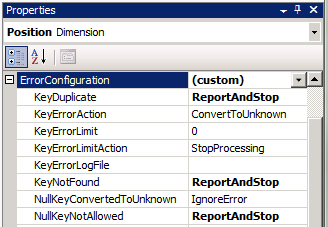 Properties
Position Dimension
ErrorConfiguration (custom)
KeyDuplicate ReportAndStop
KeyErrorAction ConvertToUnknown
KeyErrorLimit 0
KeyErrorLimitAction StopProcessing
KeyErrorLogFile
KeyNotFound ReportAndStop
NullKeyConvertedToUnknown IgnoreError
NullKeyNotAllowed ReportAndStop